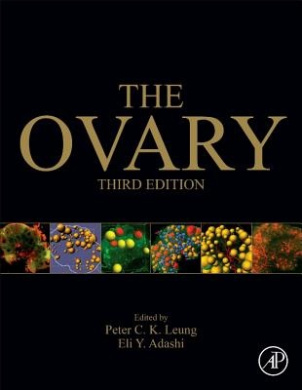 THE
OVARY
THIRD EDITION
Edited by
Peter C. K. Leung
Eli Y. Adashi